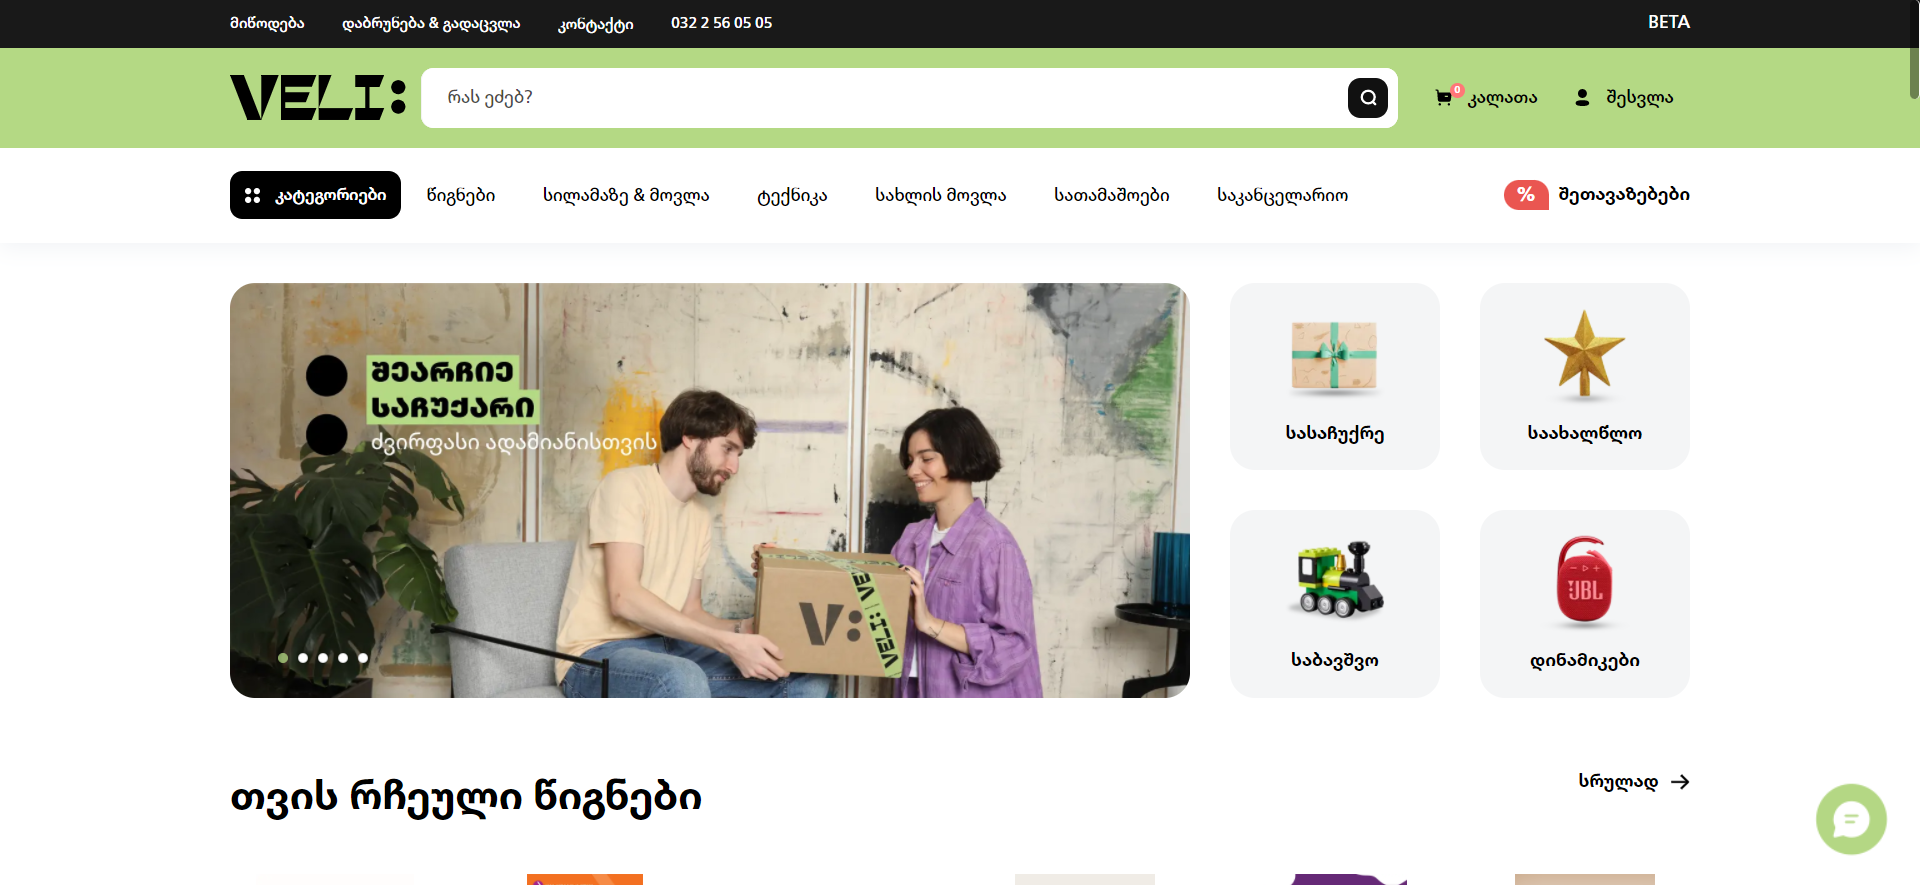 მიწოდება
დაბრუნება & გადაცვლა
კონტაქტი
032 2 56 05 05
BETA
VELI:
რას ეძებ?
0
კალათა
შესვლა
კატეგორიები
წიგნები
სილამაზე & მოვლა
ტექნიკა
სახლის მოვლა
სათამაშოები
საკანცელარიო
%
შეთავაზებები
შეარჩიე
საჩუქარი
ძვირფასი ადამიანისთვის
V:
VELI:
სასაჩუქრე
საახალწლო
JBL
საბავშვო
დინამიკები
თვის რჩეული წიგნები
სრულად